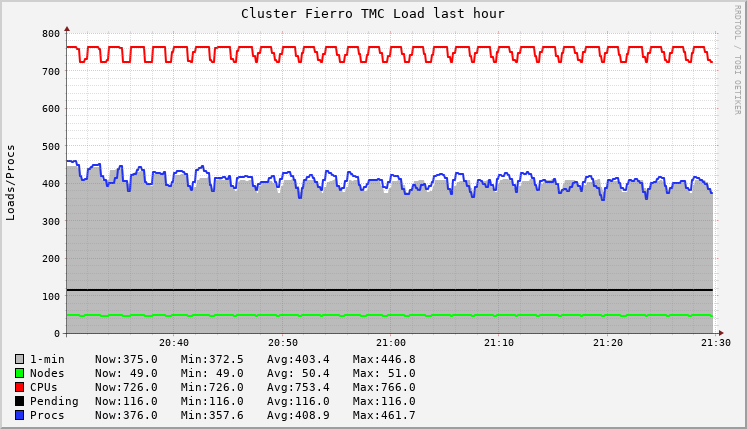 Cluster Fierro TMC Load last hour
RRDTOOL / TOBI OETIKER
Loads/Procs
800
700
600
500
400
300
200
100
0
20:40 20:50 21:00 21:10 21:20 21:30
1-min Now:375.0 Min:372.5 Avg:403.4 Max:446.8
Nodes Now: 49.0 Min: 49.0 Avg: 50.4 Max: 51.0
CPUs Now:726.0 Min:726.0 Avg:753.4 Max:766.0
Pending Now:116.0 Min:116.0 Avg:116.0 Max:116.0
Procs Now:376.0 Min:357.6 Avg:408.9 Max:461.7